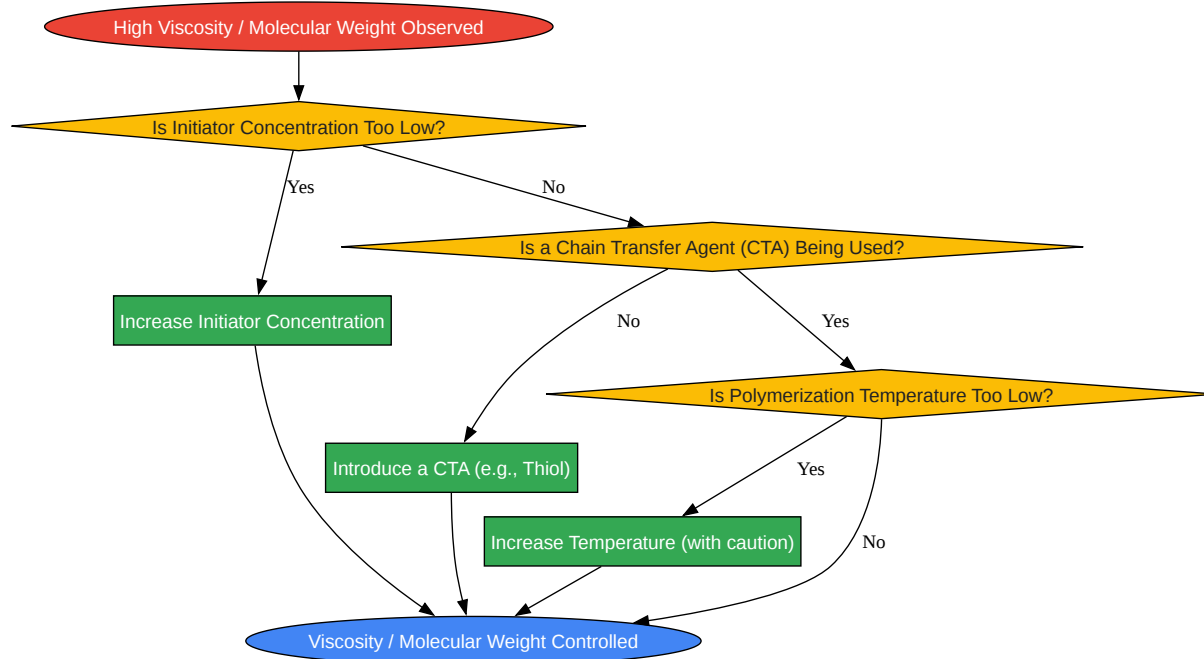 High Viscosity / Molecular Weight Observed
Is Initiator Concentration Too Low?
Yes
No
Is a Chain Transfer Agent (CTA) Being Used?
Increase Initiator Concentration
No
Yes
Is Polymerization Temperature Too Low?
Introduce a CTA (e.g., Thiol)
Yes
Increase Temperature (with caution)
No
Viscosity / Molecular Weight Controlled